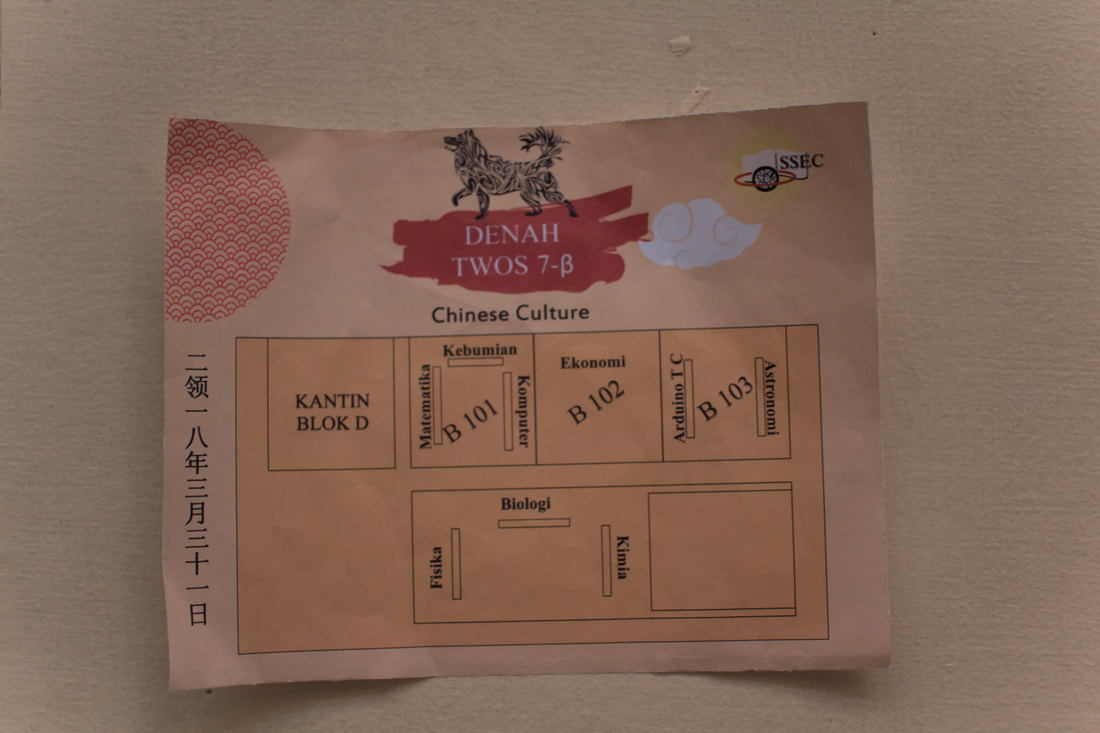 SSEC
DENAH
TWOS 7-β
Chinese Culture
二领一八年三月三十一日
KANTIN
BLOK D
Matematika
Kebumian
Komputer
B 101
Ekonomi
B 102
Arduino T C
B 103
Astronomi
Fisika
Biologi
Kimia